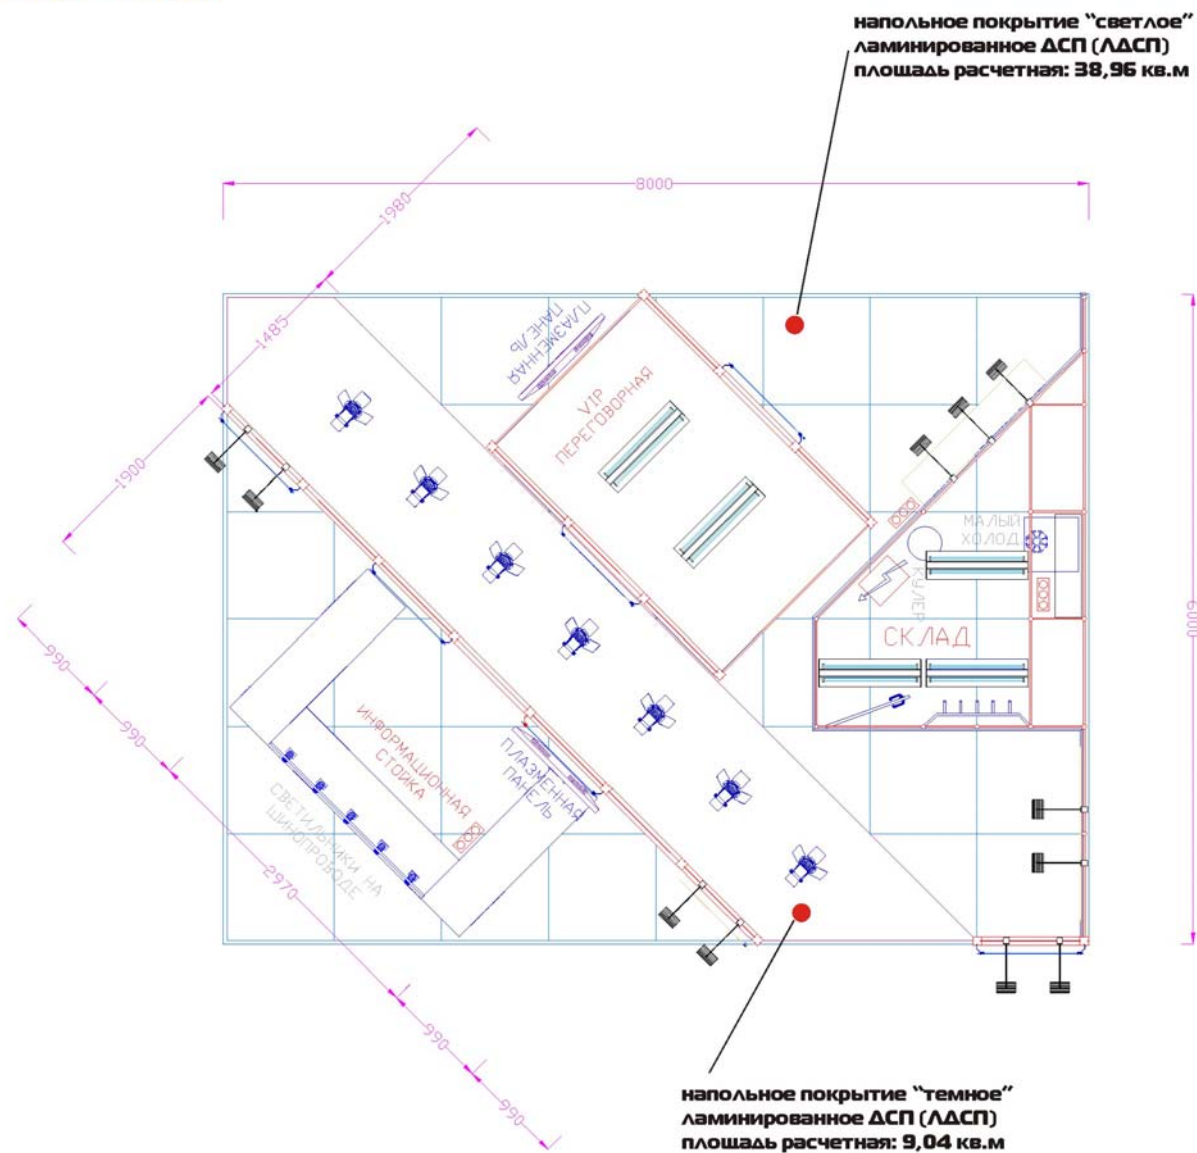 напольное покрытие “светлое”
ламинированное ДСП (ЛДСП)
площадь расчетная: 38,96 кв.м
8000
1980
1485
1900
ПЛАЗМЕННАЯ
ПАНЕЛЬ
VIP
ПЕРЕГОВОРНАЯ
МАЛЫЙ
ХОЛОД
КУЛЕР
СКЛАД
6000
990
990
2970
990
990
ИНФОРМАЦИОННАЯ
СТОЙКА
ПЛАЗМЕННАЯ
ПАНЕЛЬ
СВЕТИЛЬНИКИ НА
ШИНОПРОВОДЕ
напольное покрытие “темное”
ламинированное ДСП (ЛДСП)
площадь расчетная: 9,04 кв.м